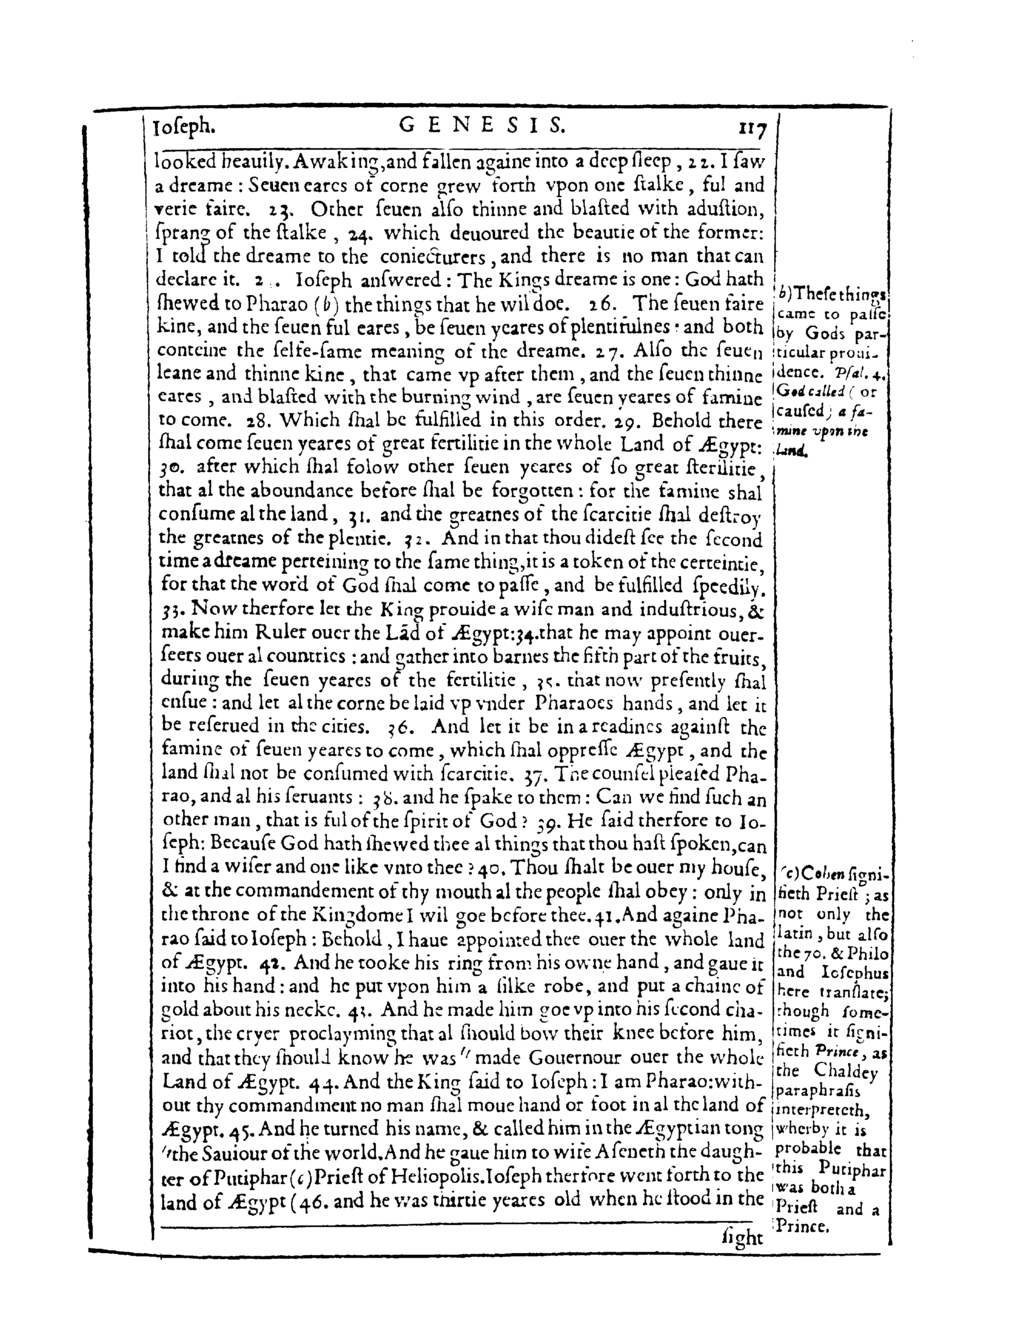 Ioſeph. GENESIS. 117
looked heauily. Awaking,and fallen againe into a deep ſleep , 22. I ſaw
a dreame : Seuen eares of corne grew forth vpon one ſtalke , ful and
verie faire. 23. Other ſeuen alſo thinne and blaſted with aduſtion,
ſprang of the ſtalke , 24. which deuoured the beautie of the former:
I told the dreame to the coniecturers , and there is no man that can
declare it. 2 . Ioſeph anſwered : The Kings dreame is one : God hath
ſhewed to Pharao (b) the things that he wil doe. 26. The ſeuen faire
kine, and the ſeuen ful eares , be ſeuen yeares of plentifulnes : and both
conteine the ſelfe-ſame meaning of the dreame. 27. Alſo the ſeuen
leane and thinne kine , that came vp after them , and the ſeuen thinne
eares , and blaſted with the burning wind , are ſeuen yeares of famine
to come. 28. Which ſhal be fulfilled in this order. 29. Behold there
ſhal come ſeuen yeares of great fertilitie in the whole Land of Ægypt:
30. after which ſhal folow other ſeuen yeares of ſo great ſterilitie ,
that al the aboundance before ſhal be forgotten : for the famine shal
conſume al the land , 31. and the greatnes of the ſcarcitie ſhal deſtroy
the greatnes of the plentie. 32. And in that thou dideſt ſee the ſecond
time a dreame perteining to the ſame thing,it is a token of the certeintie,
for that the word of God ſhal come to paſſe , and be fulfilled ſpeedily.
33. Now therfore let the King prouide a wiſe man and induſtrious, &
make him Ruler ouer the Lād of Ægypt:34.that he may appoint ouer-
ſeers ouer al countries : and gather into barnes the fifth part of the fruits,
during the ſeuen yeares of the fertilitie , 35. that now preſently ſhal
enſue : and let al the corne be laid vp vnder Pharaoes hands , and let it
be reſerued in the cities. 36. And let it be in a readines againſt the
famine of ſeuen yeares to come , which ſhal oppreſſe Ægypt , and the
land ſhal not be conſumed with ſcarcitie. 37. The counſel pleaſed Pha-
rao, and al his ſeruants : 38. and he ſpake to them : Can we find ſuch an
other man , that is ful of the ſpirit of God ? 39. He ſaid therfore to Io-
ſeph: Becauſe God hath ſhewed thee al things that thou haſt ſpoken,can
I find a wiſer and one like vnto thee ? 40. Thou ſhalt be ouer my houſe,
& at the commandement of thy mouth al the people ſhal obey : only in
the throne of the Kingdome I wil goe before thee.41.And againe Pha-
rao ſaid to Ioſeph : Behold , I haue appointed thee ouer the whole land
of Ægypt. 42. And he tooke his ring from his owne hand , and gaue it
into his hand : and he put vpon him a ſilke robe, and put a chaine of
gold about his necke. 43. And he made him goe vp into his ſecond cha-
riot, the cryer proclayming that al ſhould bow their knee before him,
and that they ſhould know he was " made Gouernour ouer the whole
Land of Ægypt. 44. And the King ſaid to Ioſeph : I am Pharao:with-
out thy commandment no man ſhal moue hand or foot in al the land of
Ægypt. 45. And he turned his name, & called him in the Ægyptian tong
"the Sauiour of the world.And he gaue him to wife Aſeneth the daugh-
ter of Putiphar (c) Prieſt of Heliopolis.Ioſeph therfore went forth to the
land of Ægypt (46. and he was thirtie yeares old when he ſtood in the
ſight
b) Theſe things
came to paſſe
by Gods par-
ticular proui-
dence. Pſal. 4.
God called ( or
cauſed) a fa-
mine vpon the
land.
(c) Cohen ſigni-
fieth Prieſt ; as
not only the
latin , but alſo
the 70. & Philo
and Ioſephus
here tranſlate;
though ſome-
times it ſigni-
fieth Prince , as
the Chaldey
paraphraſis
interpreteth,
wherby it is
probable that
this Putiphar
was both a
Prieſt and a
Prince.